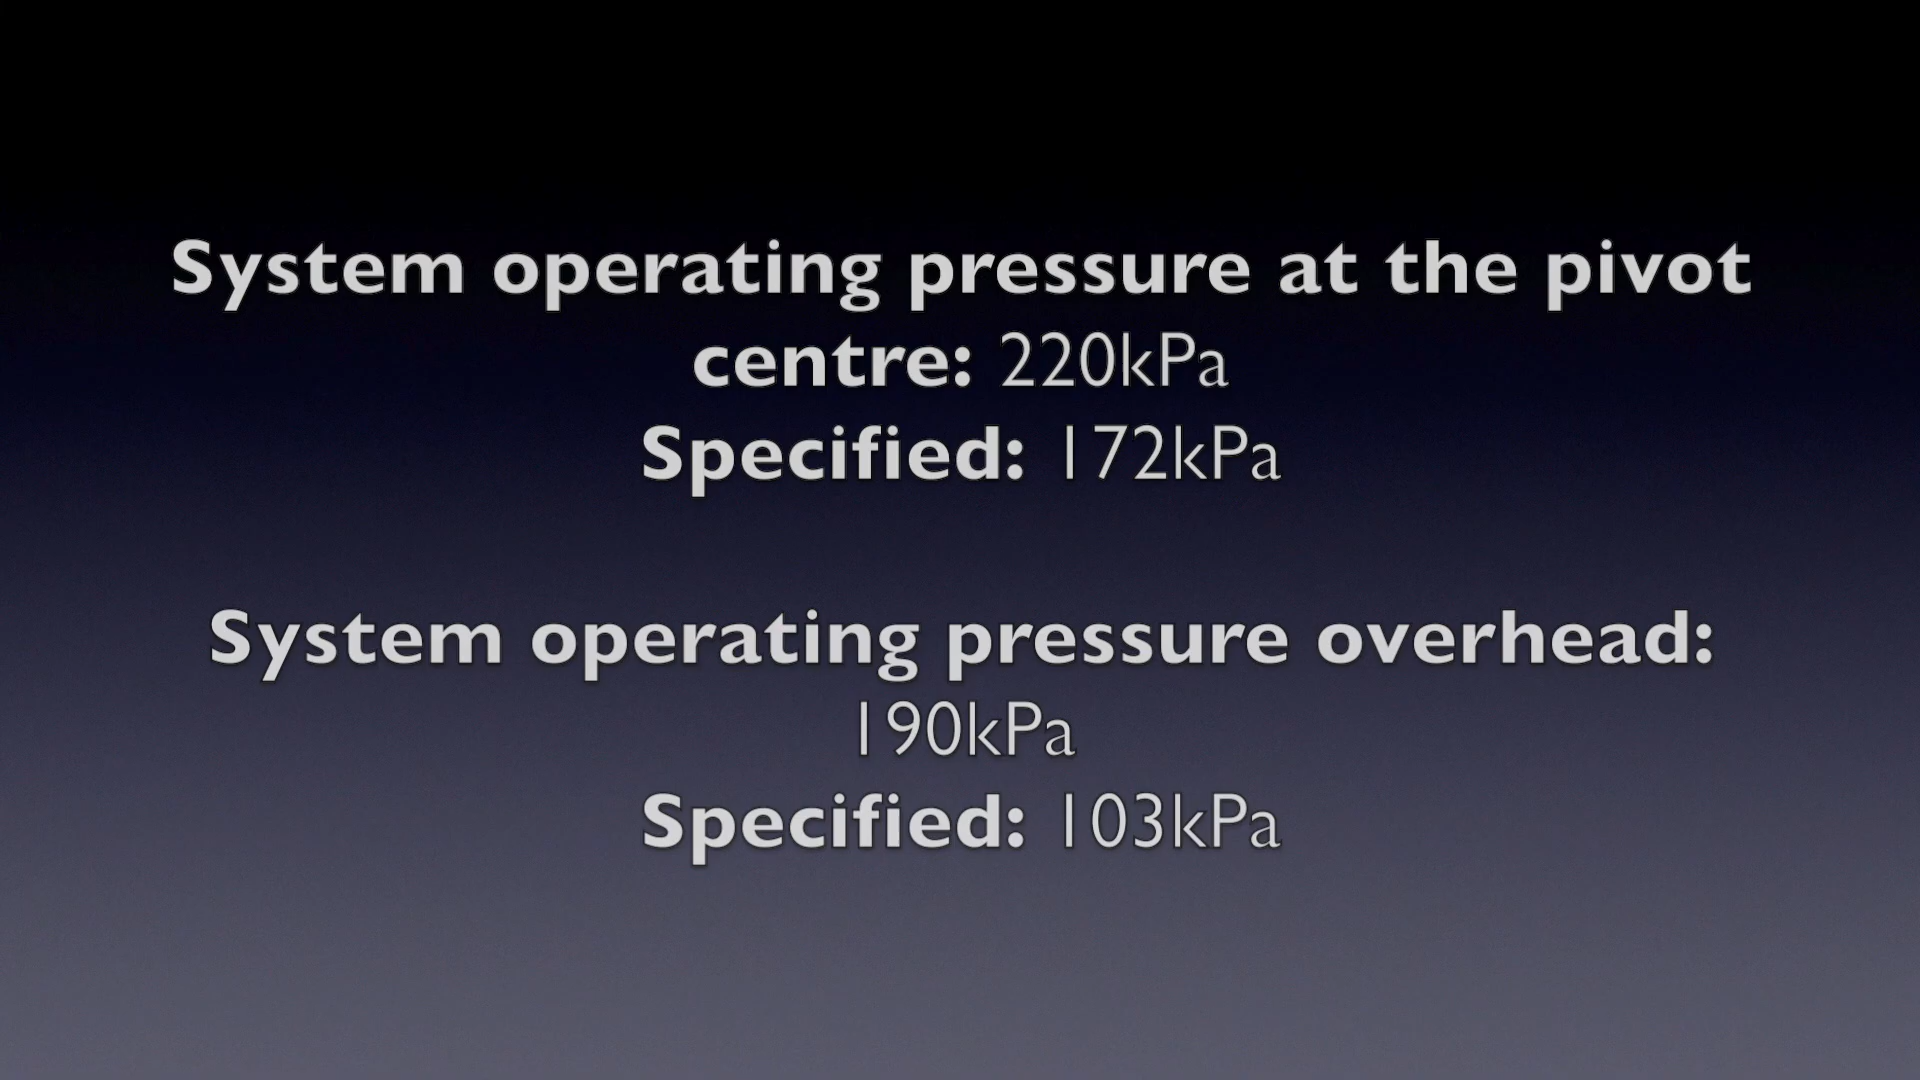 System operating pressure at the pivot
centre: 220kPa
Specified: 172kPa
System operating pressure overhead:
190kPa
Specified: 103kPa